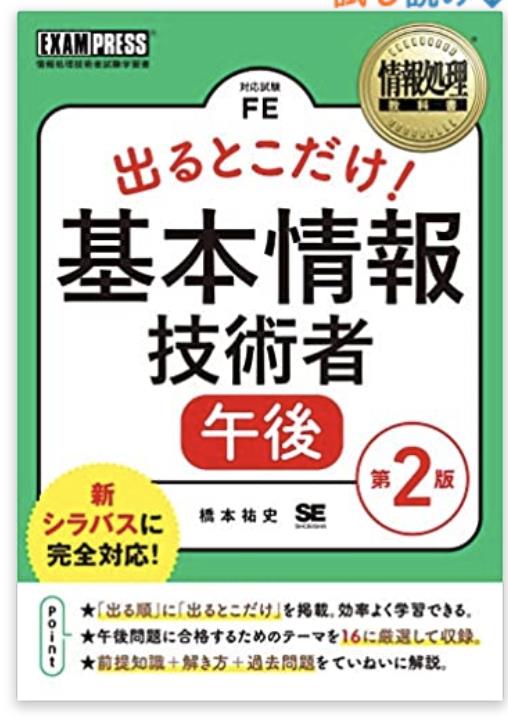 試し読み
EXAMPRESS®
情報処理技術者試験学習書
対応試験
FE
情報処理
教科書
出るとこだけ！
基本情報
技術者
午後
第2版
新
シラバスに
完全対応！
橋本祐史 SE
SHOEISHA
Point
★「出る順」に「出るとこだけ」を掲載。効率よく学習できる。
★午後問題に合格するためのテーマを16に厳選して収録。
★前提知識＋解き方＋過去問題をていねいに解説。